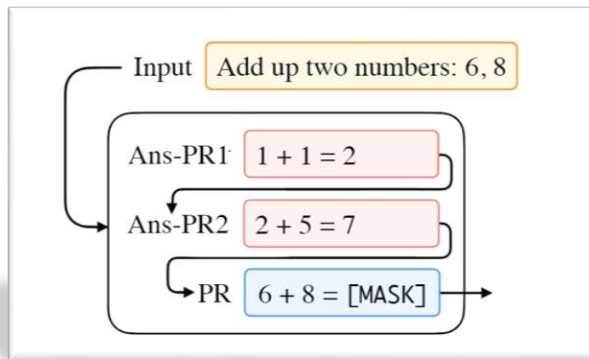 Input Add up two numbers: 6, 8
Ans-PR1 1 + 1 = 2
Ans-PR2 2 + 5 = 7
PR 6 + 8 = [MASK]